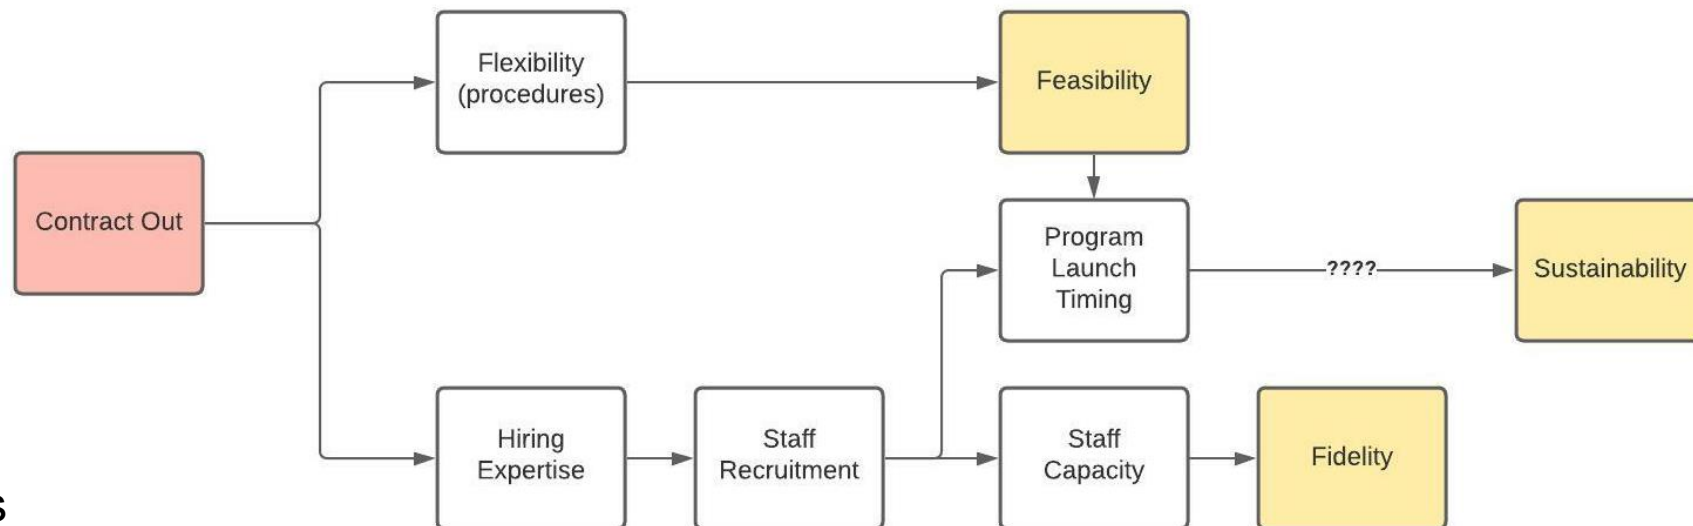 Flexibility
(procedures)
Feasibility
Contract Out
Program
Launch
Timing
????
Sustainability
Hiring
Expertise
Staff
Recruitment
Staff
Capacity
Fidelity
s